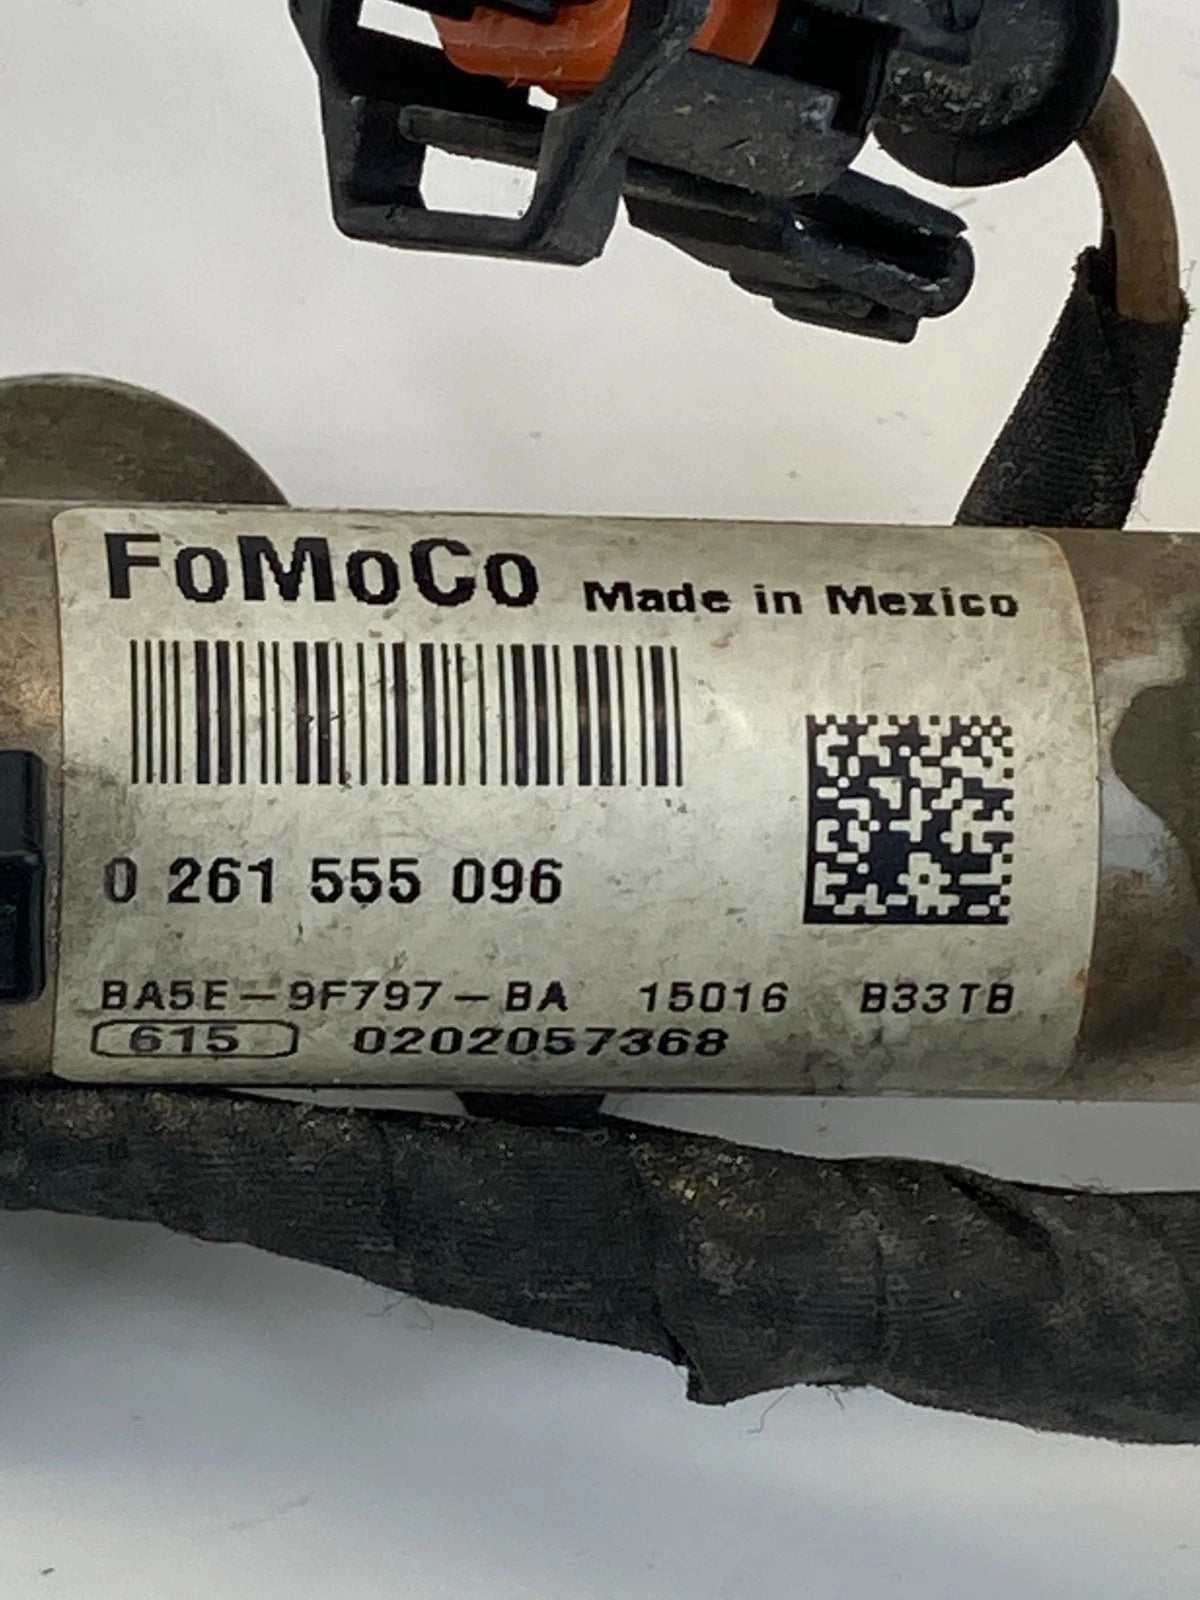 FoMoCo Made in Mexico
0 261 555 096
BA5E-9F797-BA 15016 B33TB
615 0202057368